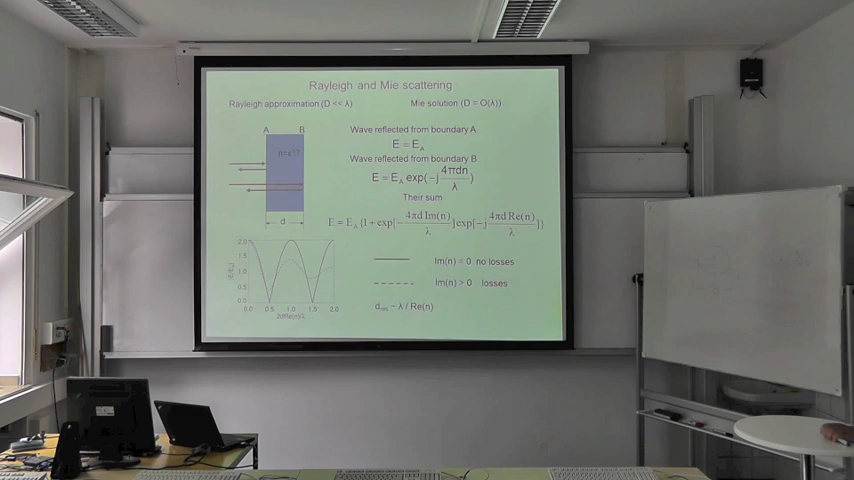 Rayleigh and Mie scattering
Rayleigh approximation (D << λ)
Mie solution (D = O(λ))
A B
Wave reflected from boundary A
E = E_A
Wave reflected from boundary B
E = E_A exp(−j 4πdn/λ)
Their sum
d
E = E_A{1+exp[−4πd Im(n)/λ]exp[−j 4πd Re(n)/λ]}
2.0
1.5
1.0
0.5
0.0
0.0 0.5 1.0 1.5 2.0
Im(n) = 0 no losses
Im(n) > 0 losses
~ λ / Re(n)